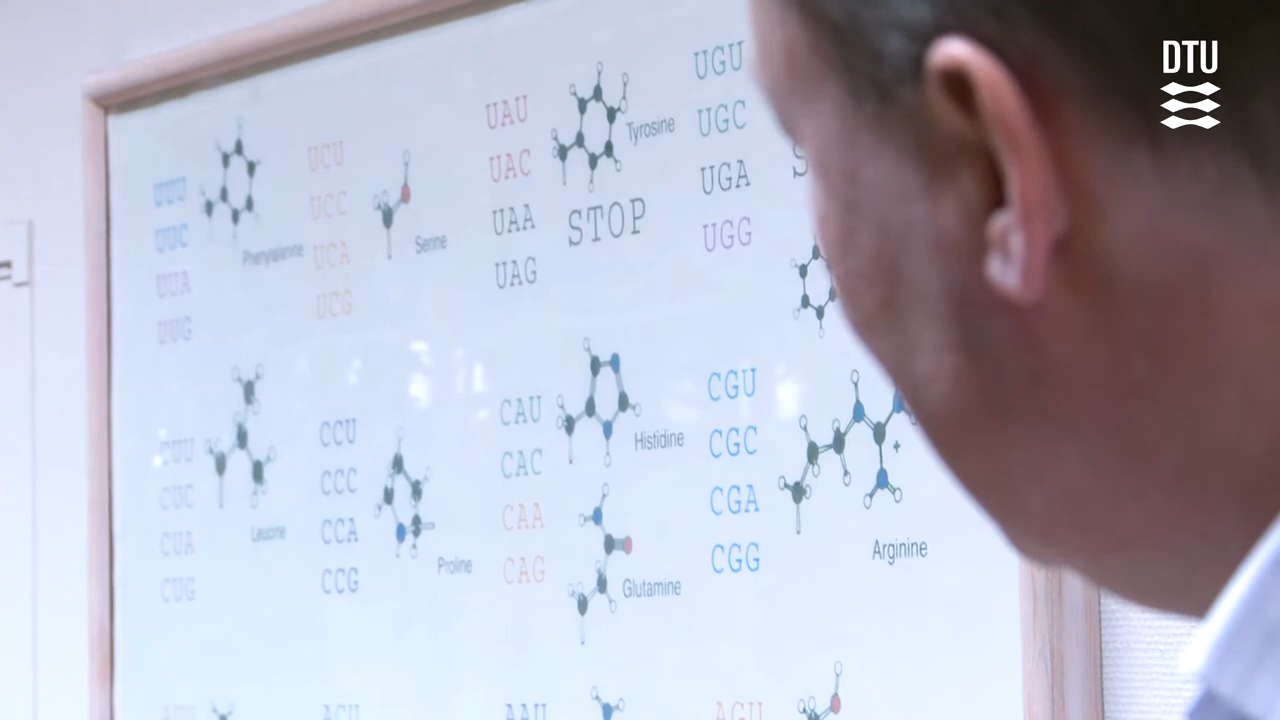 DTU
UUU
UUC
UUA
UUG
Phenylalanine
UCU
UCC
UCA
UCG
Serine
UAU
UAC
UAA
UAG
Tyrosine
STOP
UGU
UGC
UGA
UGG
S
CUU
CUC
CUA
CUG
Leucine
CCU
CCC
CCA
CCG
Proline
CAU
CAC
CAA
CAG
Histidine
Glutamine
CGU
CGC
CGA
CGG
+
Arginine
AUU
ACU
AAU
AGU